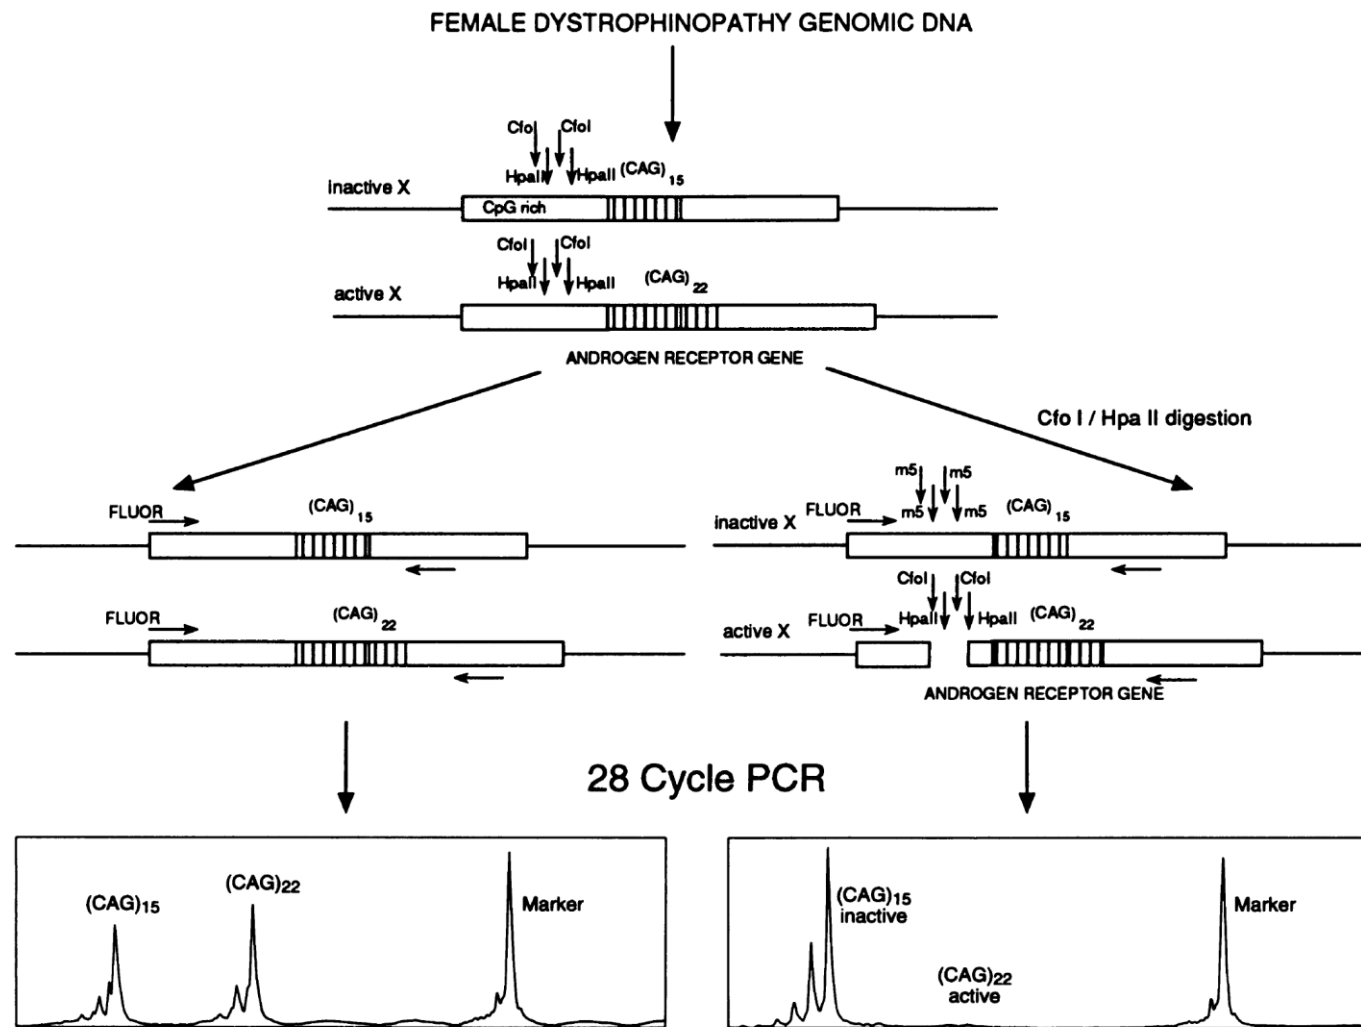 FEMALE DYSTROPHINOPATHY GENOMIC DNA
CfoI CfoI
HpaII HpaII (CAG)15
inactive X
CpG rich
CfoI CfoI
HpaII HpaII (CAG)22
active X
ANDROGEN RECEPTOR GENE
Cfo I / Hpa II digestion
FLUOR (CAG)15
FLUOR (CAG)22
m5 m5
m5 m5 (CAG)15
inactive X FLUOR
CfoI CfoI
HpaII HpaII (CAG)22
active X FLUOR
ANDROGEN RECEPTOR GENE
28 Cycle PCR
(CAG)15
(CAG)22
Marker
(CAG)15
inactive
(CAG)22
active
Marker